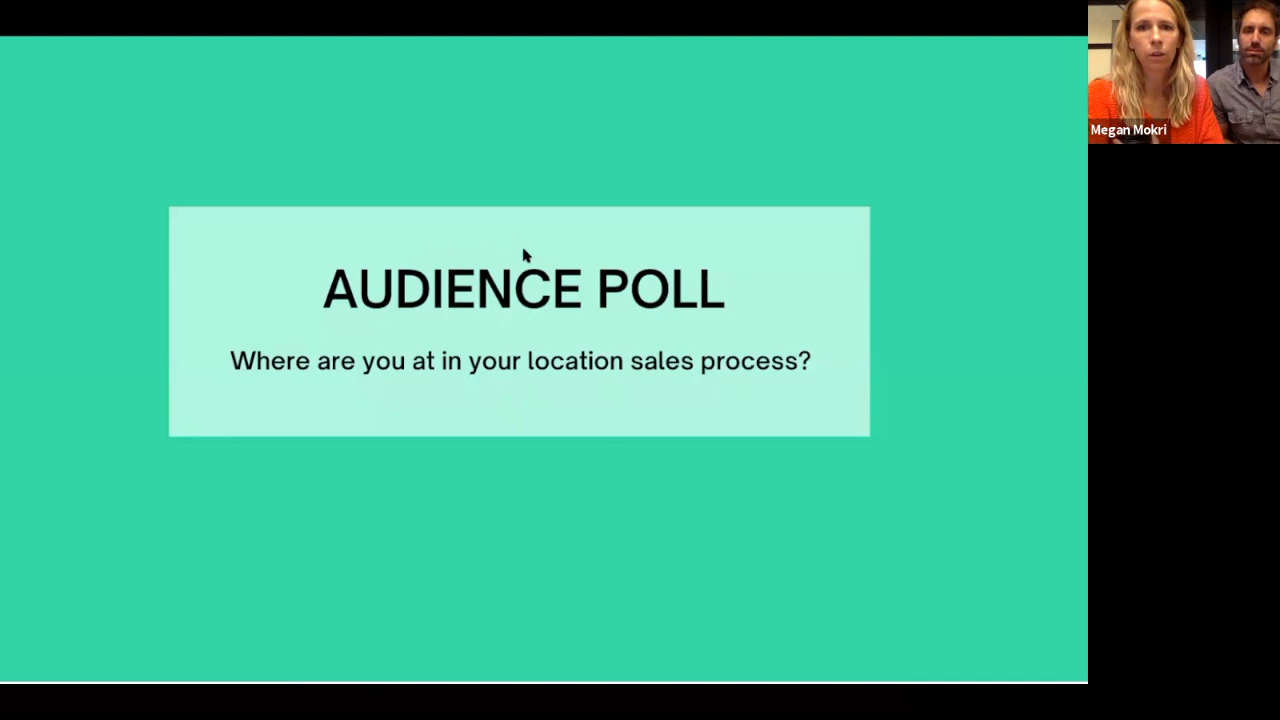 Megan Mokri
AUDIENCE POLL
Where are you at in your location sales process?